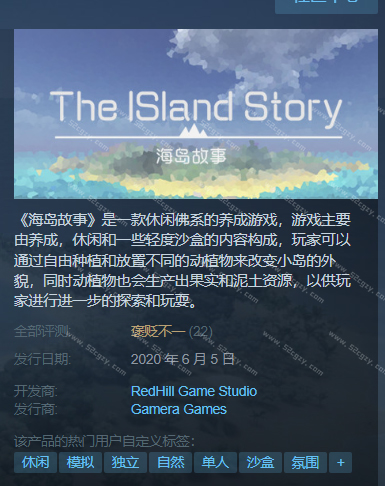 The ISland Story
海岛故事
《海岛故事》是一款休闲佛系的养成游戏，游戏主要
由养成，休闲和一些轻度沙盒的内容构成，玩家可以
通过自由种植和放置不同的动植物来改变小岛的外
貌，同时动植物也会生产出果实和泥土资源，以供玩
家进行进一步的探索和玩耍。
全部评测: 褒贬不一 (22)
发行日期: 2020 年 6 月 5 日
开发商: RedHill Game Studio
发行商: Gamera Games
该产品的热门用户自定义标签：
休闲 模拟 独立 自然 单人 沙盒 氛围 +